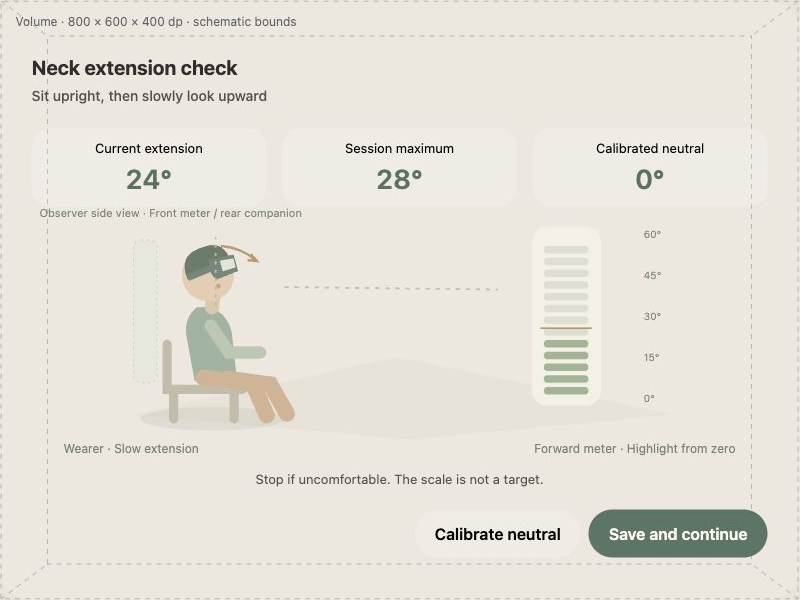 Volume · 800 × 600 × 400 dp · schematic bounds
Neck extension check
Sit upright, then slowly look upward
Current extension
24°
Session maximum
28°
Calibrated neutral
0°
Observer side view · Front meter / rear companion
60°
45°
30°
15°
0°
Wearer · Slow extension
Forward meter · Highlight from zero
Stop if uncomfortable. The scale is not a target.
Calibrate neutral
Save and continue